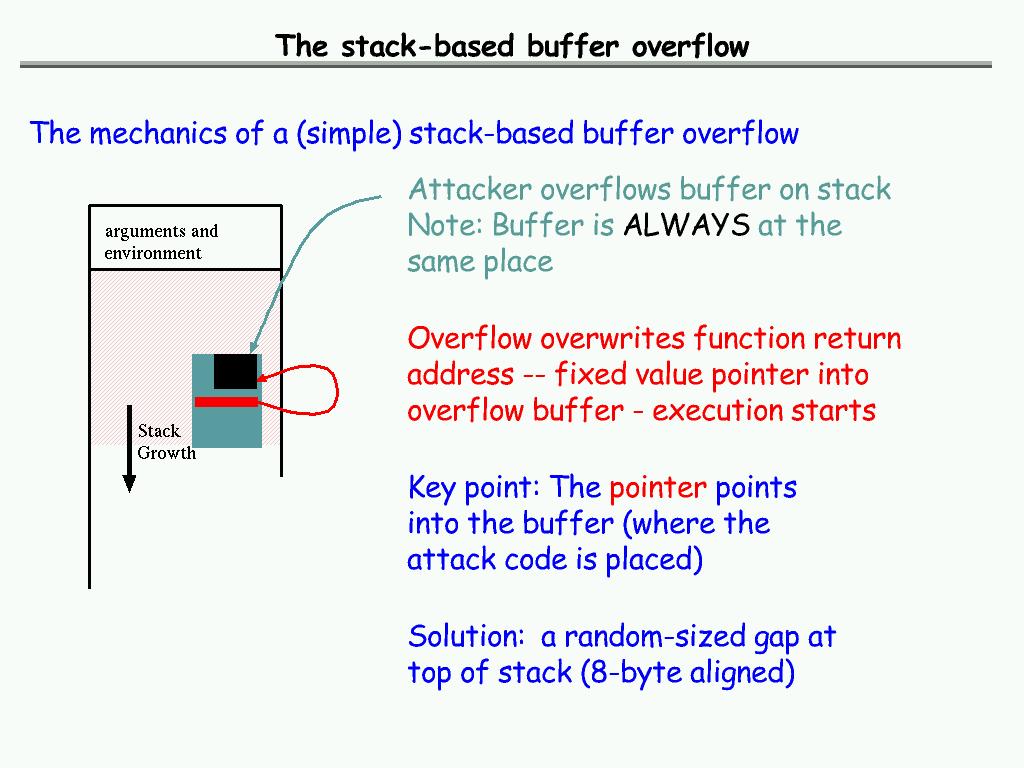 The stack-based buffer overflow
The mechanics of a (simple) stack-based buffer overflow
arguments and
environment
Stack
Growth
Attacker overflows buffer on stack
Note: Buffer is ALWAYS at the
same place
Overflow overwrites function return
address -- fixed value pointer into
overflow buffer - execution starts
Key point: The pointer points
into the buffer (where the
attack code is placed)
Solution: a random-sized gap at
top of stack (8-byte aligned)